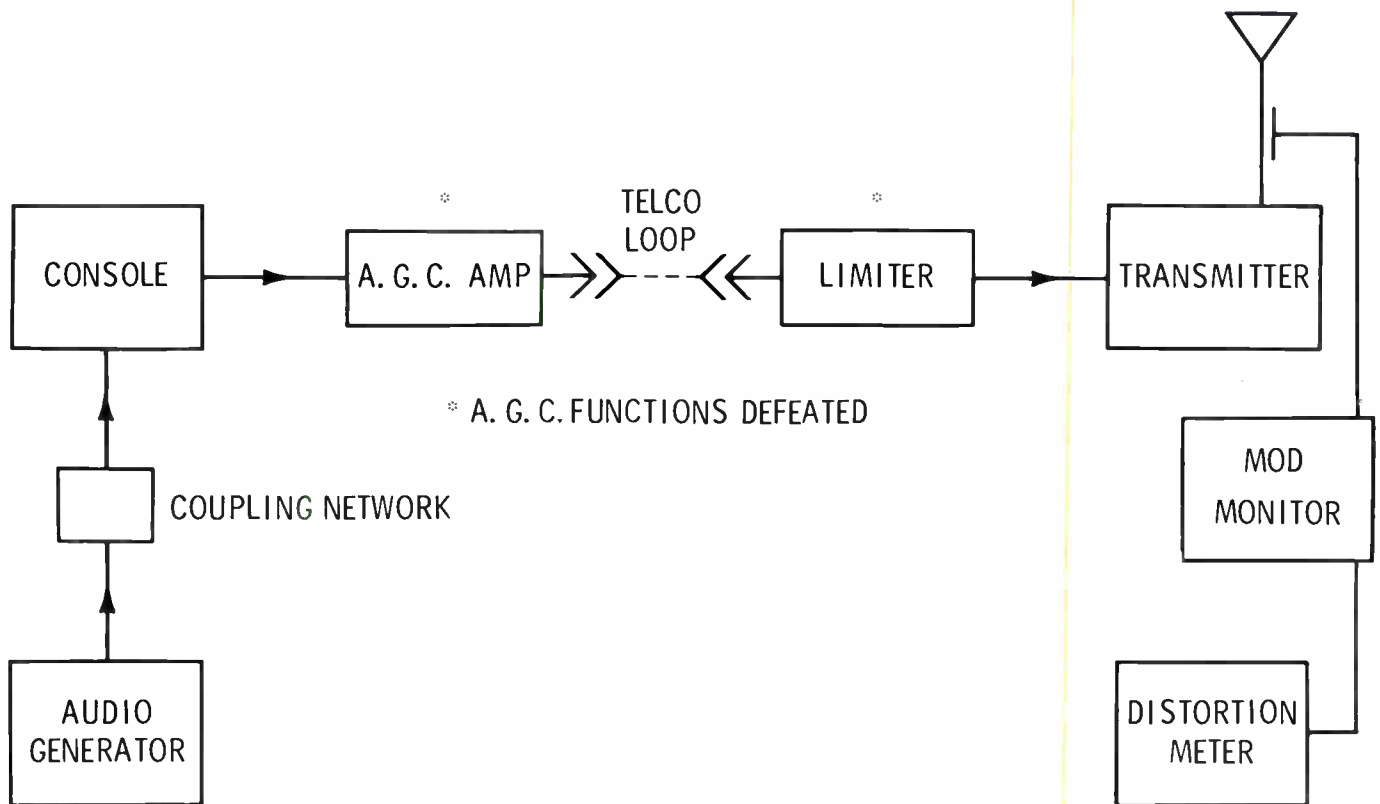 *
TELCO
LOOP
*
CONSOLE
A. G. C. AMP
LIMITER
TRANSMITTER
* A. G. C. FUNCTIONS DEFEATED
COUPLING NETWORK
MOD
MONITOR
AUDIO
GENERATOR
DISTORTION
METER